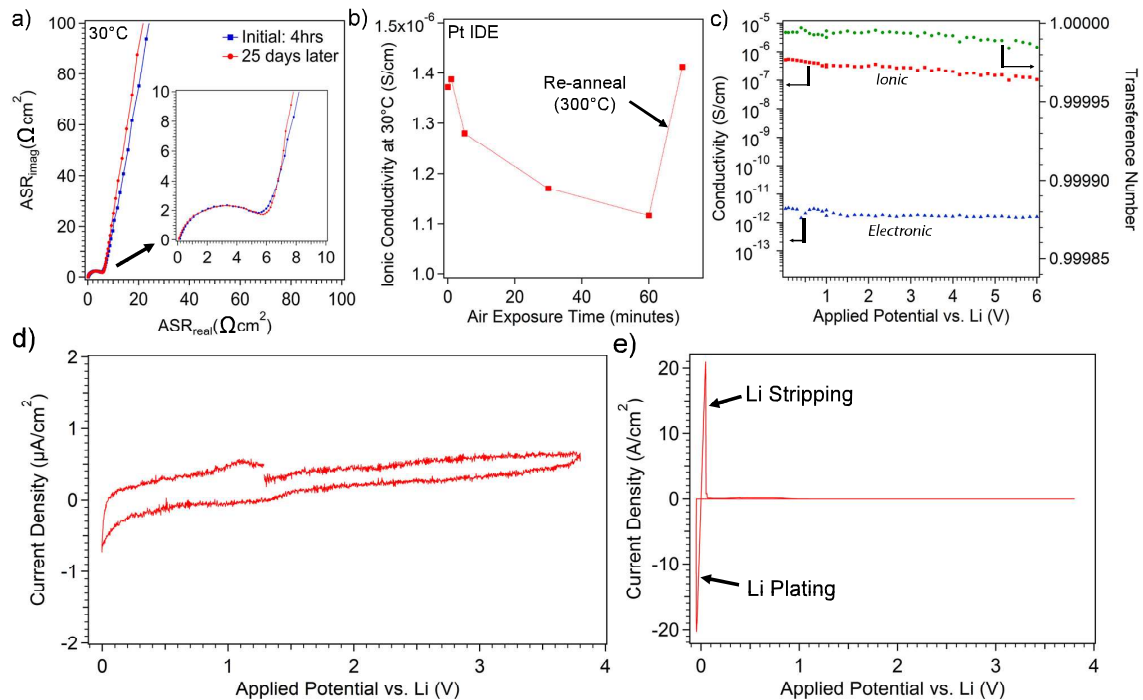 a)
30°C
Initial: 4hrs
25 days later
100
80
60
40
20
0
ASRimag(Ωcm2)
10
8
6
4
2
0
0 2 4 6 8 10
0 20 40 60 80 100
ASRreal(Ωcm2)
b)
1.5x10-6
Pt IDE
1.4
1.3
1.2
1.1
1.0
Ionic Conductivity at 30°C (S/cm)
Re-anneal
(300°C)
0 20 40 60
Air Exposure Time (minutes)
c)
10-5
10-6
10-7
10-8
10-9
10-10
10-11
10-12
10-13
Conductivity (S/cm)
Ionic
Electronic
1.00000
0.99995
0.99990
0.99985
Transference Number
1 2 3 4 5 6
Applied Potential vs. Li (V)
d)
2
1
0
-1
-2
Current Density (µA/cm2)
0 1 2 3 4
Applied Potential vs. Li (V)
e)
20
10
0
-10
-20
Current Density (A/cm2)
Li Stripping
Li Plating
0 1 2 3 4
Applied Potential vs. Li (V)